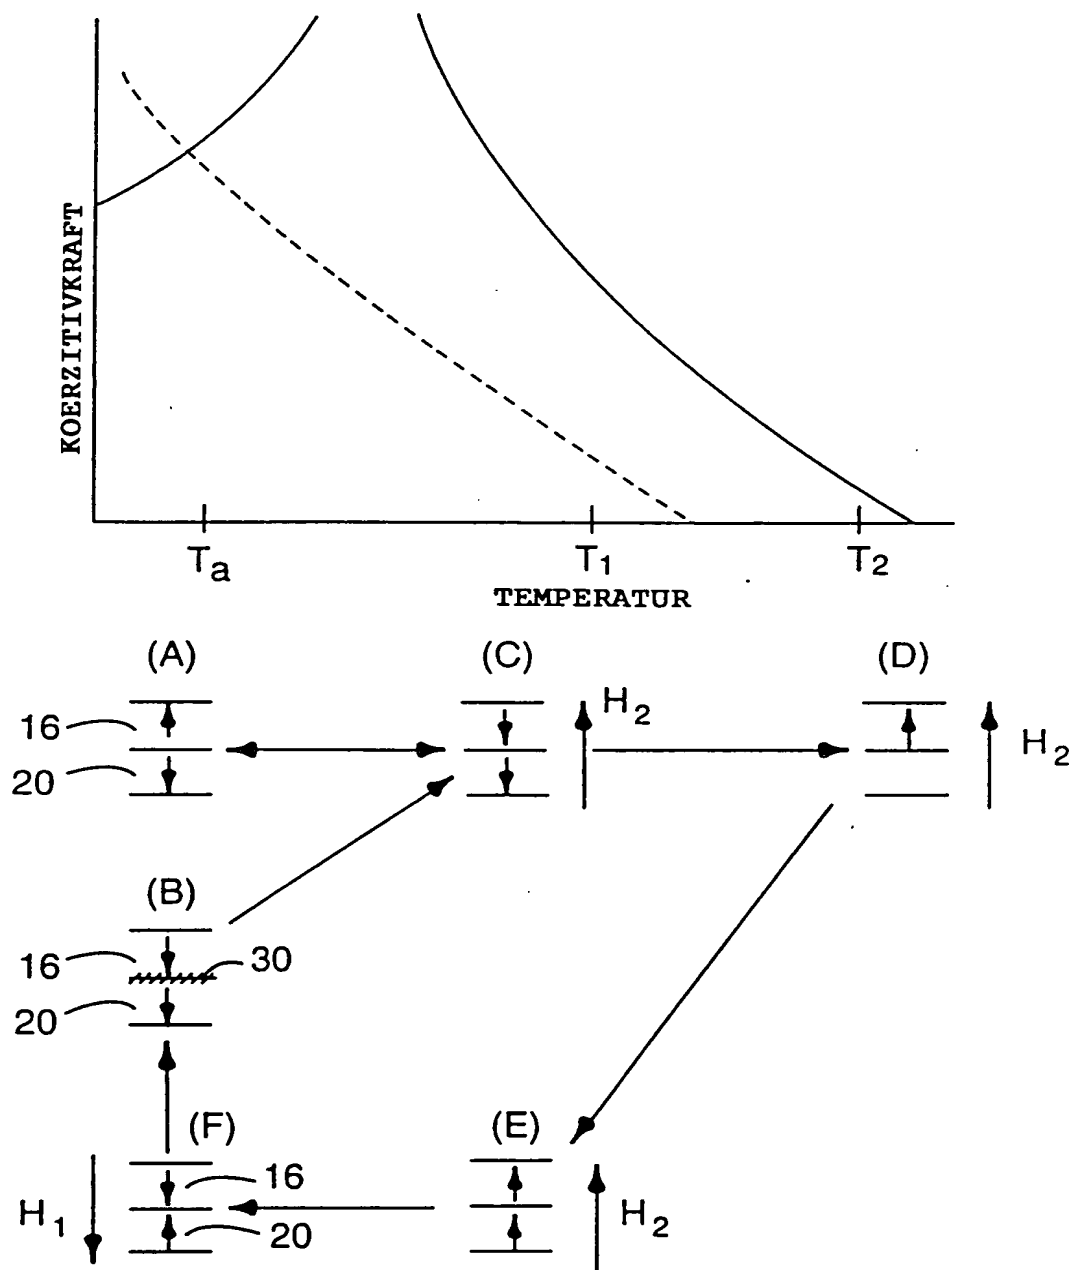 KOERZITIVKRAFT
Ta T1 T2
TEMPERATUR
(A) (C) (D)
16 H2
20 H2
(B)
16 30
20
(F) (E)
16
H1 H2
20